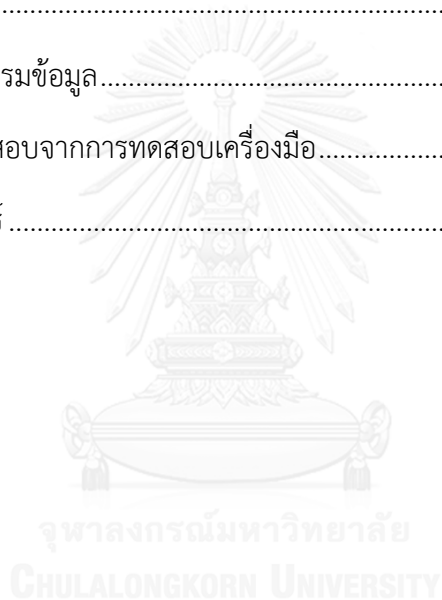 ................................................................
รมข้อมูล................................................................
สอบจากการทดสอบเครื่องมือ......................
................................................................
จุฬาลงกรณ์มหาวิทยาลัย
CHULALONGKORN UNIVERSITY